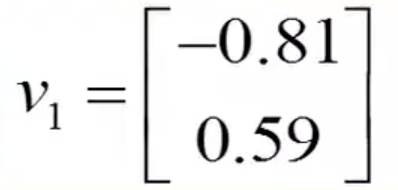 v₁ = [−0.81
0.59]